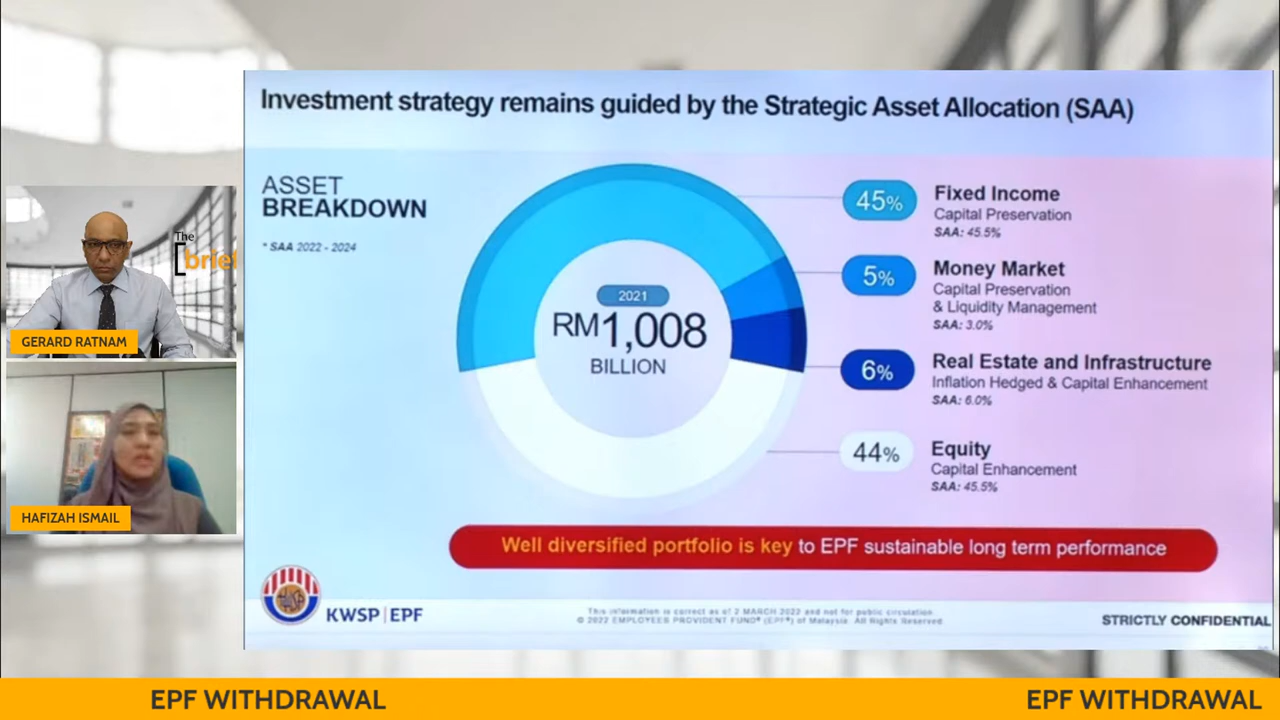 Investment strategy remains guided by the Strategic Asset Allocation (SAA)
ASSET
BREAKDOWN
* SAA 2022 - 2024
2021
RM1,008
BILLION
45%
Fixed Income
Capital Preservation
SAA: 45.5%
5%
Money Market
Capital Preservation
& Liquidity Management
SAA: 3.0%
6%
Real Estate and Infrastructure
Inflation Hedged & Capital Enhancement
SAA: 6.0%
44%
Equity
Capital Enhancement
SAA: 45.5%
Well diversified portfolio is key to EPF sustainable long term performance
KWSP | EPF
This information is correct as of 2 MARCH 2022 and not for public circulation.
© 2022 EMPLOYEES PROVIDENT FUND® (EPF®) of Malaysia. All Rights Reserved.
STRICTLY CONFIDENTIAL
The
brief
GERARD RATNAM
HAFIZAH ISMAIL
EPF WITHDRAWAL
EPF WITHDRAWAL